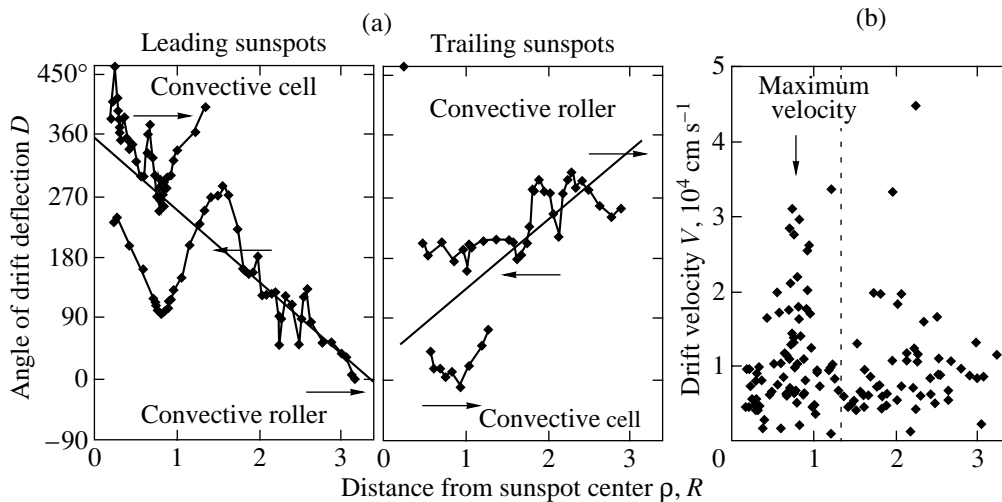 (a)
(b)
Leading sunspots
Trailing sunspots
Angle of drift deflection D
450°
360
270
180
90
0
–90
Convective cell
Convective roller
0
1
2
3
Convective roller
Convective cell
0
1
2
3
Distance from sunspot center ρ, R
Drift velocity V, 10⁴ cm s⁻¹
5
4
3
2
1
Maximum
velocity
0
1
2
3